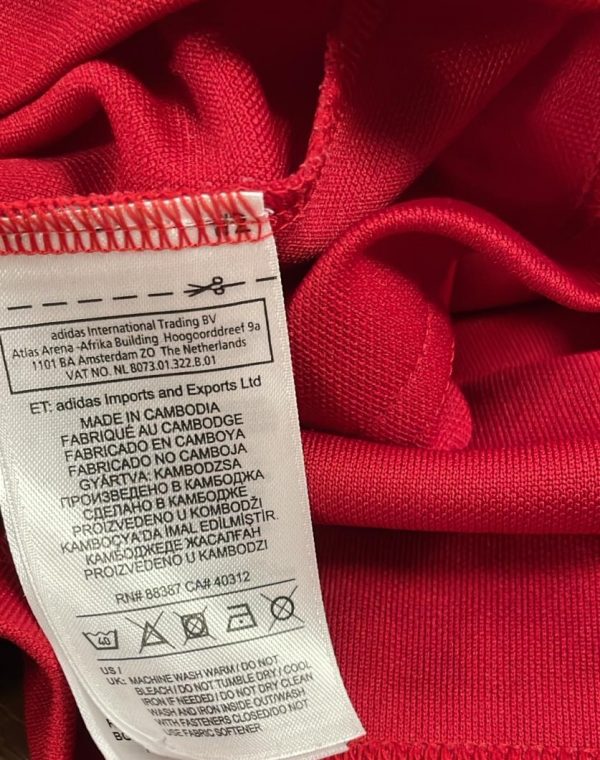 adidas International Trading BV
Atlas Arena -Afrika Building Hoogoorddreef 9a
1101 BA Amsterdam ZO The Netherlands
VAT NO. NL 8073.01.322.B.01
ET: adidas Imports and Exports Ltd
MADE IN CAMBODIA
FABRIQUÉ AU CAMBODGE
FABRICADO EN CAMBOYA
FABRICADO NO CAMBOJA
GYÁRTVA: KAMBODZSA
ПРОИЗВЕДЕНО В КАМБОДЖА
СДЕЛАНО В КАМБОДЖЕ
PROIZVEDENO U KOMBODŽI
KAMBOÇYA'DA IMAL EDİLMİŞTİR.
КАМБОДЖЕДЕ ЖАСАЛҒАН
PROIZVEDENO U KAMBODZI
RN# 88387 CA# 40312
40
US /
UK: MACHINE WASH WARM / DO NOT
BLEACH / DO NOT TUMBLE DRY / COOL
IRON IF NEEDED / DO NOT DRY CLEAN
WASH AND IRON INSIDE OUT/WASH
WITH FASTENERS CLOSED/DO NOT
USE FABRIC SOFTENER